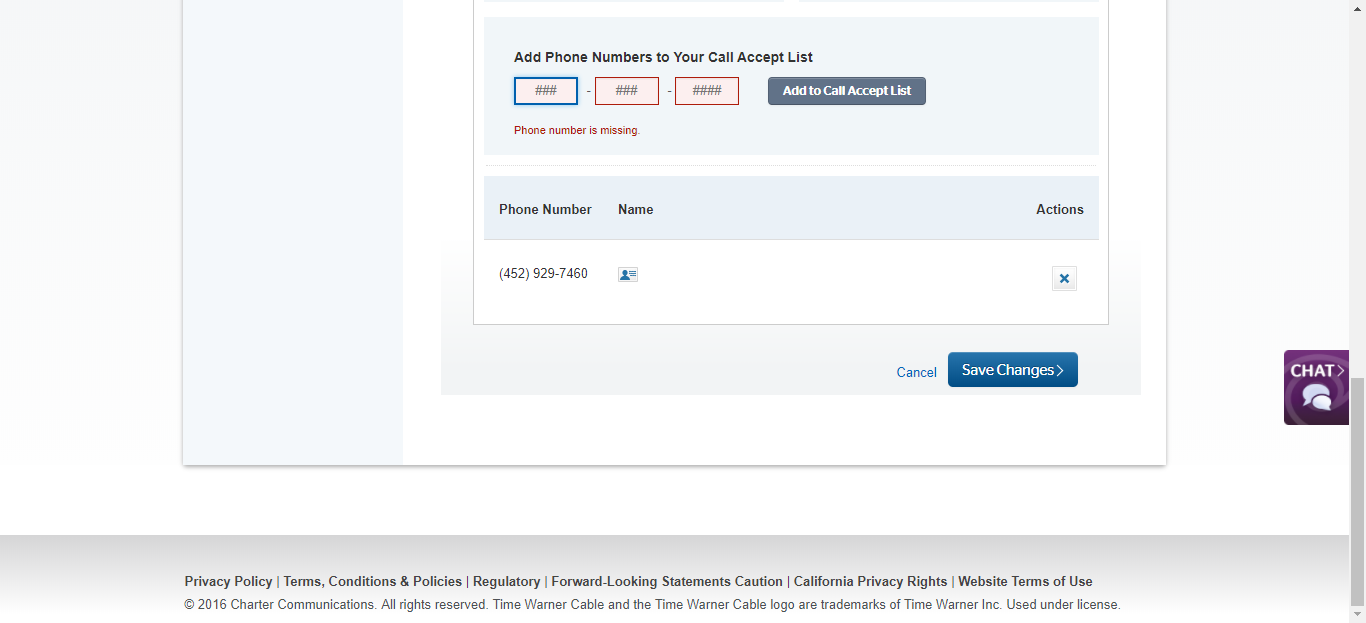 Add Phone Numbers to Your Call Accept List
### - ### - #### Add to Call Accept List
Phone number is missing.
Phone Number Name Actions
(452) 929-7460
Cancel Save Changes
CHAT
Privacy Policy | Terms, Conditions & Policies | Regulatory | Forward-Looking Statements Caution | California Privacy Rights | Website Terms of Use
© 2016 Charter Communications. All rights reserved. Time Warner Cable and the Time Warner Cable logo are trademarks of Time Warner Inc. Used under license.